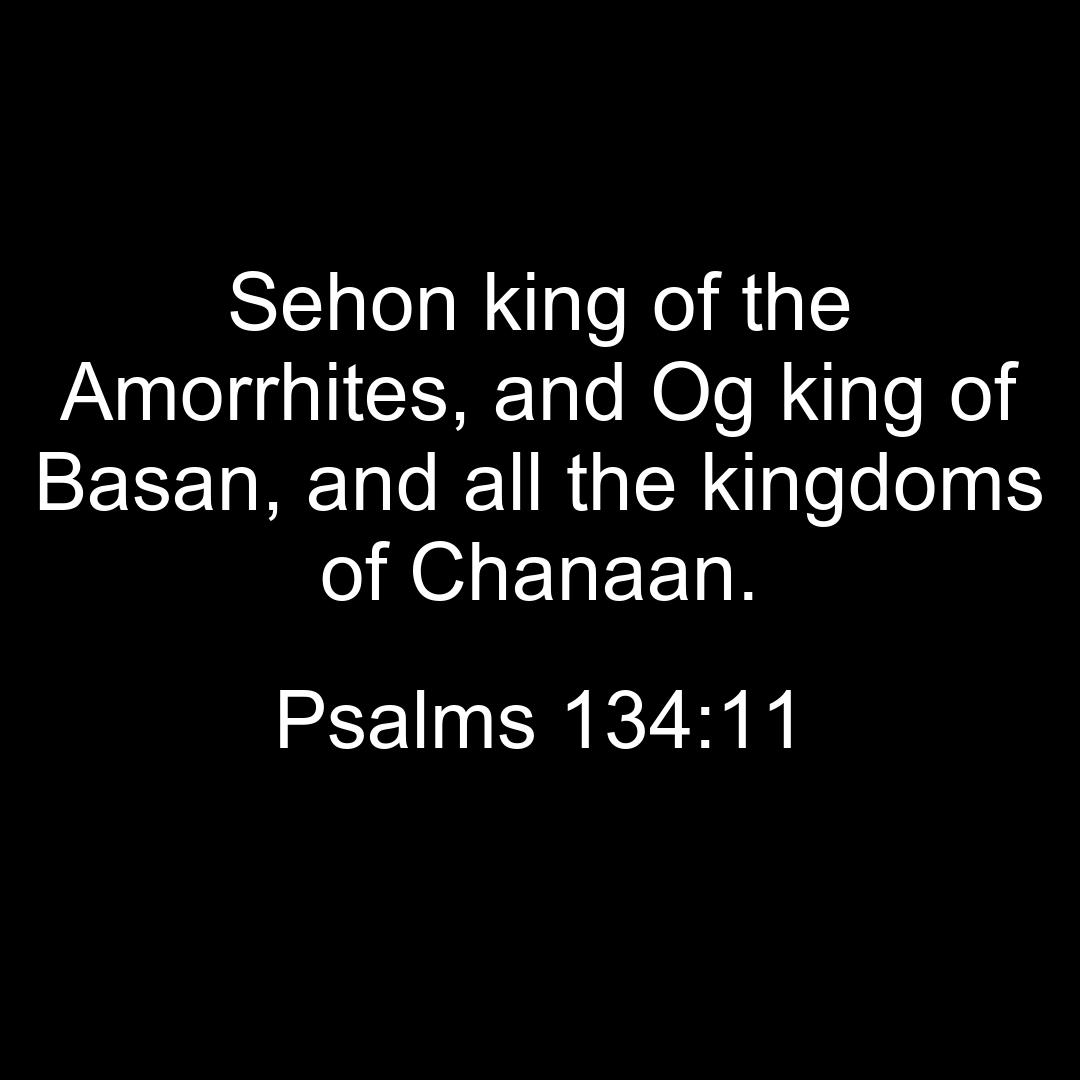 Sehon king of the
Amorrhites, and Og king of
Basan, and all the kingdoms
of Chanaan.
Psalms 134:11